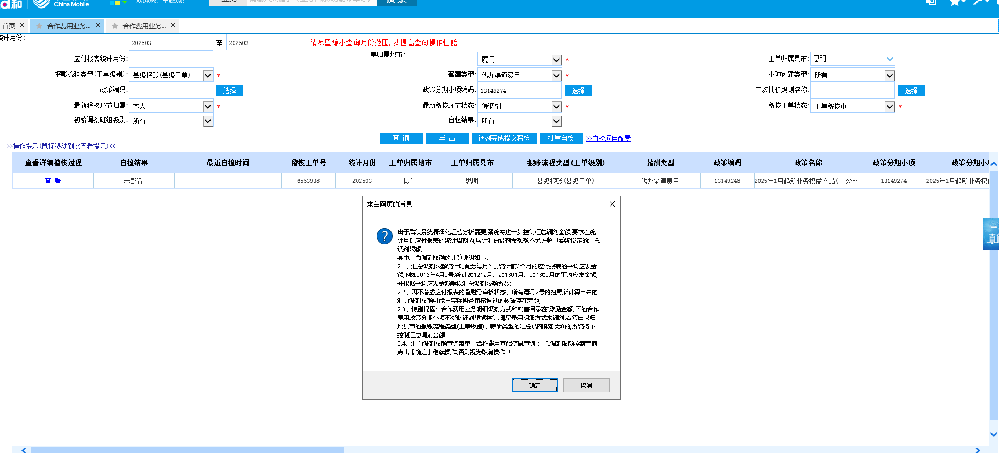 China Mobile
首页
合作费用业务...
合作费用业务...
统计月份:
202503
至
202503
请尽量缩小查询月份范围,以提高查询操作性能
应付报表统计月份:
工单归属地市:
厦门
*
工单归属县市:
思明
报账流程类型(工单级别):
县级报账(县级工单)
*
薪酬类型:
代办渠道费用
*
小项创建类型:
所有
政策编码:
选择
政策分期小项编码:
13149274
选择
二次批价规则名称:
选择
最新稽核环节归属:
本人
*
最新稽核环节状态:
待调剂
*
稽核工单状态:
工单稽核中
*
初始调剂班组级别:
所有
自检结果:
所有
查 询
导 出
调剂完成提交稽核
批量自检
>>自检项目配置
>>操作提示(鼠标移动到此查看提示)<<
查看详细稽核过程 自检结果 最近自检时间 稽核工单号 统计月份 工单归属地市 工单归属县市 报账流程类型(工单级别) 薪酬类型 政策编码 政策名称 政策分期小项 政策分期小
查 看 未配置 6553938 202503 厦门 思明 县级报账(县级工单) 代办渠道费用 13149248 2025年1月起新业务权益产品(一次… 13149274 2025年1月起新业务权
来自网页的消息
出于后续系统精细化运营分析需要,系统将进一步控制汇总调剂金额.要求在统
计月份应付报表的统计周期内,累计汇总调剂金额额不允许超过系统设定的汇总
调剂限额.
其中汇总调剂限额的计算说明如下:
2.1、汇总调剂限额统计时间为每月2号,统计前3个月的应付报表的平均应发金
额,例如2013年4月2号,统计201212月、201301月、201302月的平均应发金额,
并根据平均应发金额乘以汇总调剂限额系数;
2.2、因不考虑应付报表的省财务审核状态，所有每月2号的拍照所计算出来的
汇总调剂限额可能与实际财务审核通过的数据存在差距;
2.3、特别提醒：合作费用业务明细调剂方式和销售目录在"激励金额"下的合作
费用政策分期小项不受此调剂限额控制,请尽量用明细方式来调剂.若算出某归
属县市的报账流程类型(工单级别)、薪酬类型的汇总调剂限额为0的,系统将不
控制汇总调剂金额.
2.4、汇总调剂限额查询菜单：合作费用基础信息查询-汇总调剂限额控制查询
点击【确定】继续操作,否则视为取消操作!!!
确定
取消